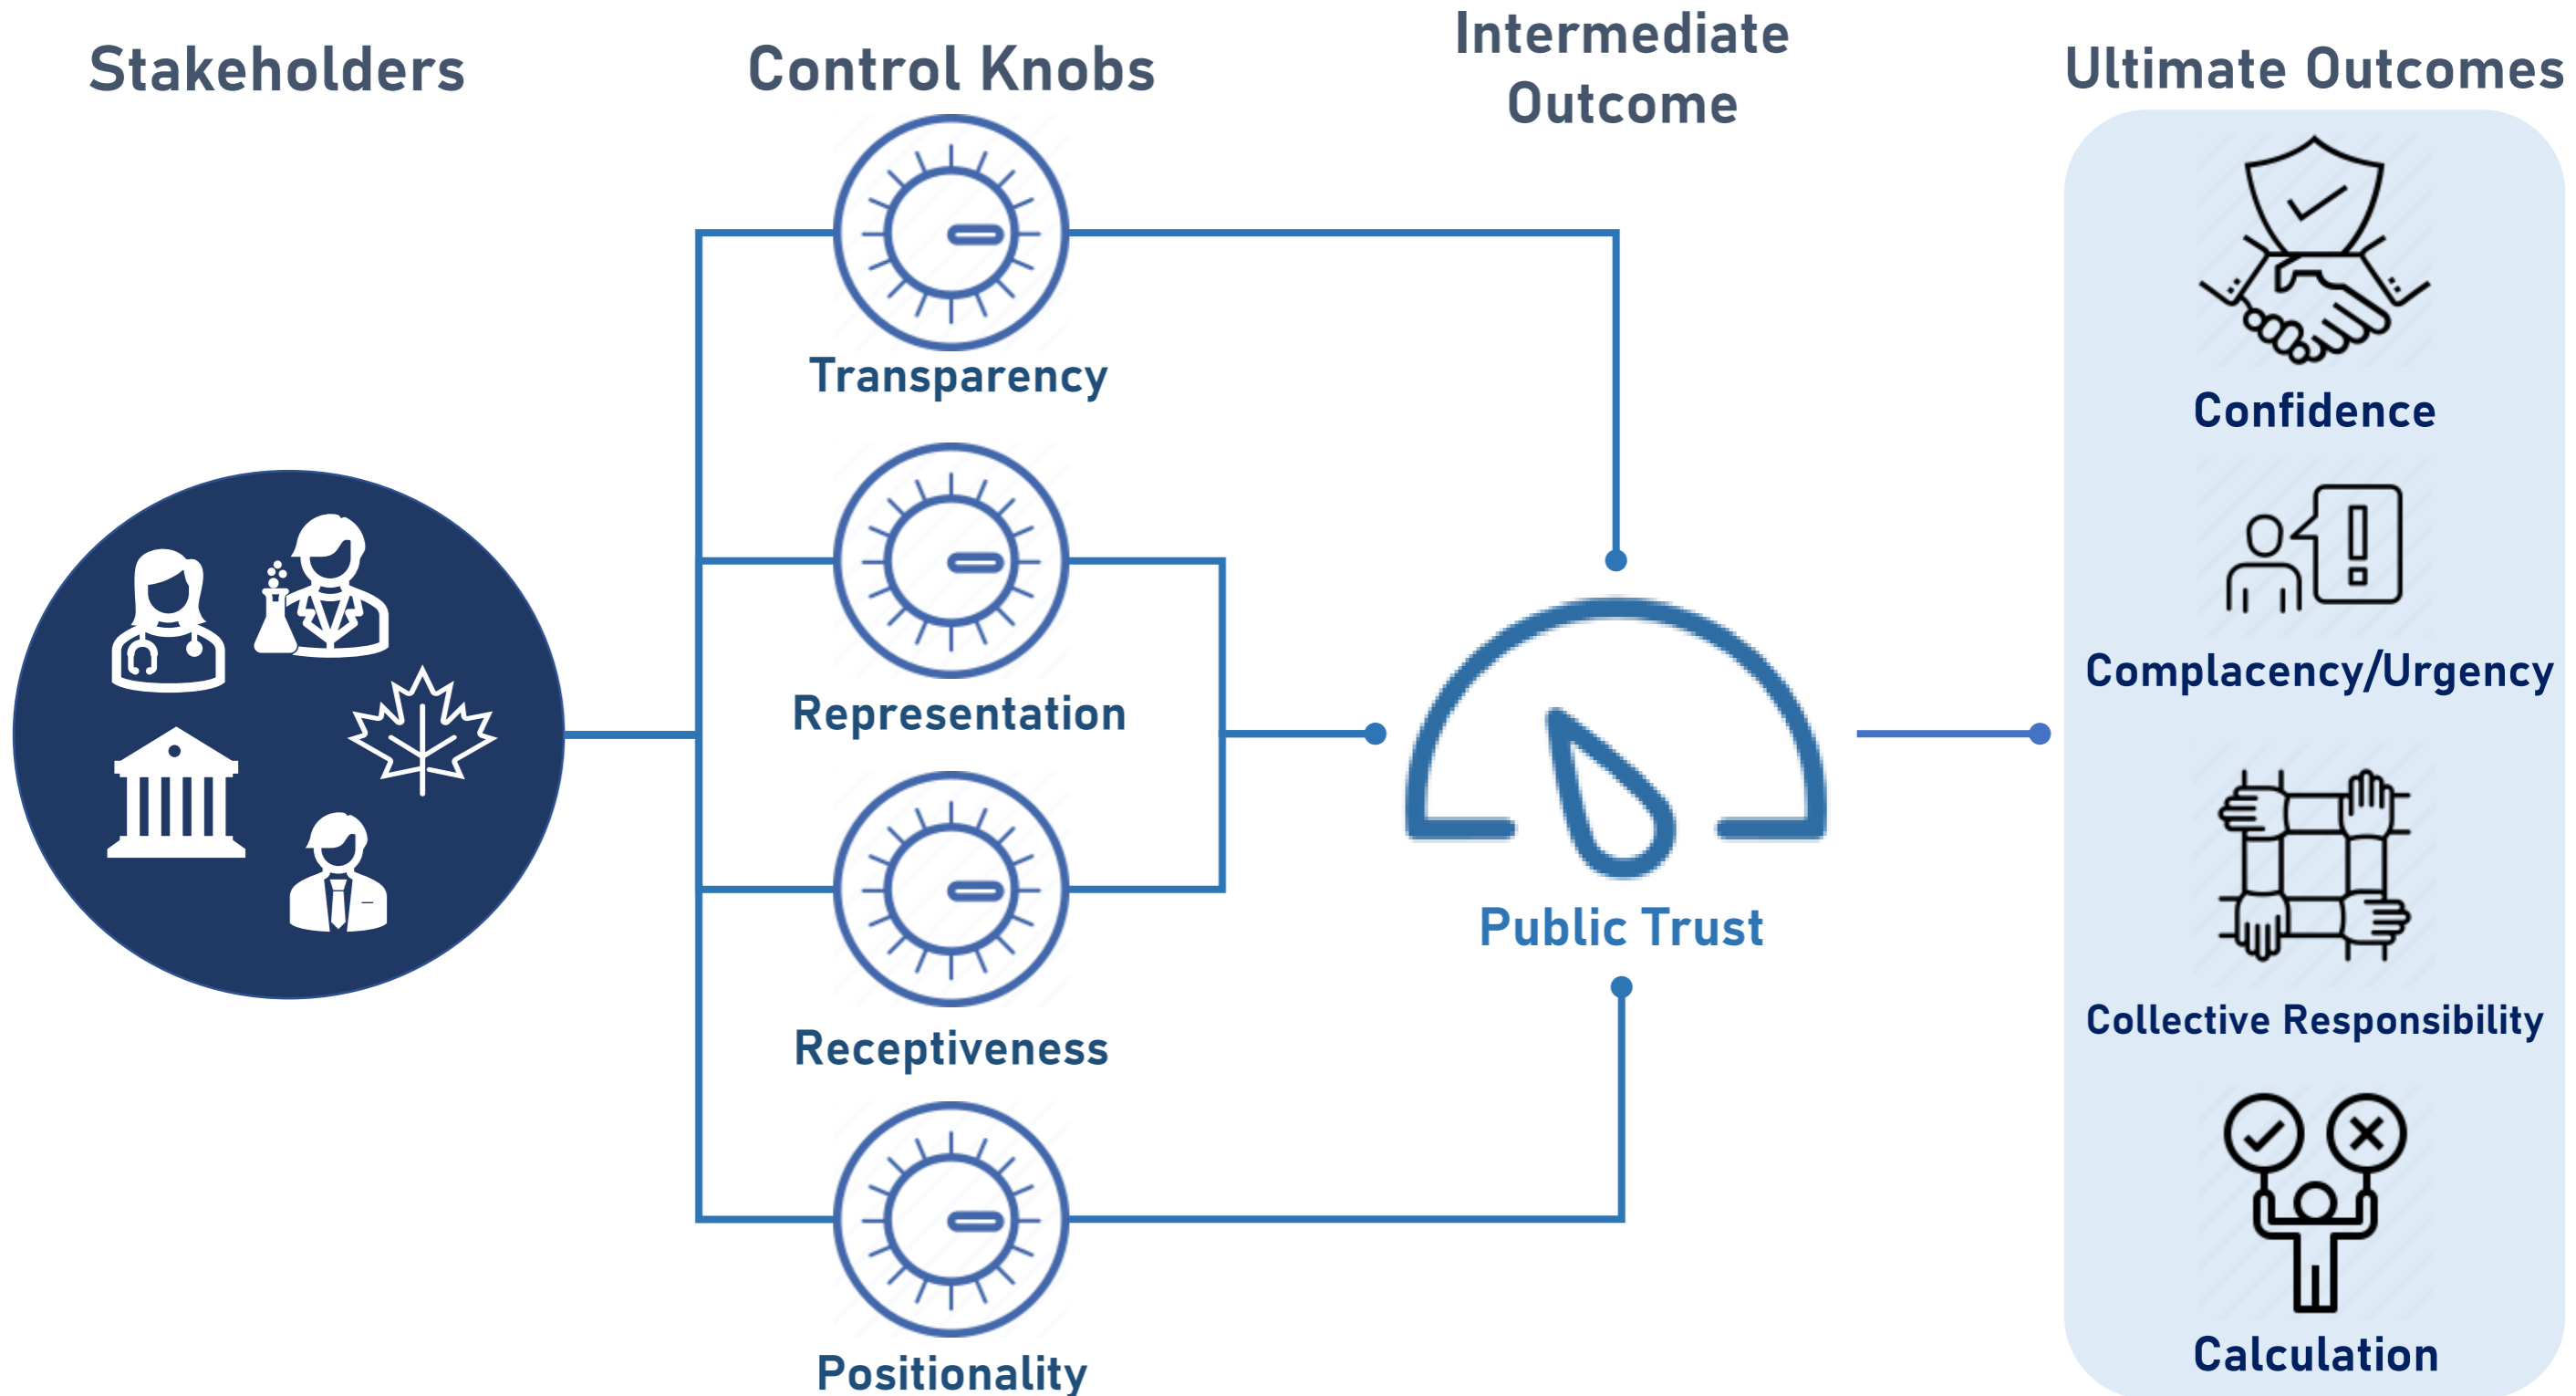 Stakeholders
Control Knobs
Intermediate
Outcome
Ultimate Outcomes
Transparency
Representation
Receptiveness
Positionality
Public Trust
Confidence
Complacency/Urgency
Collective Responsibility
Calculation